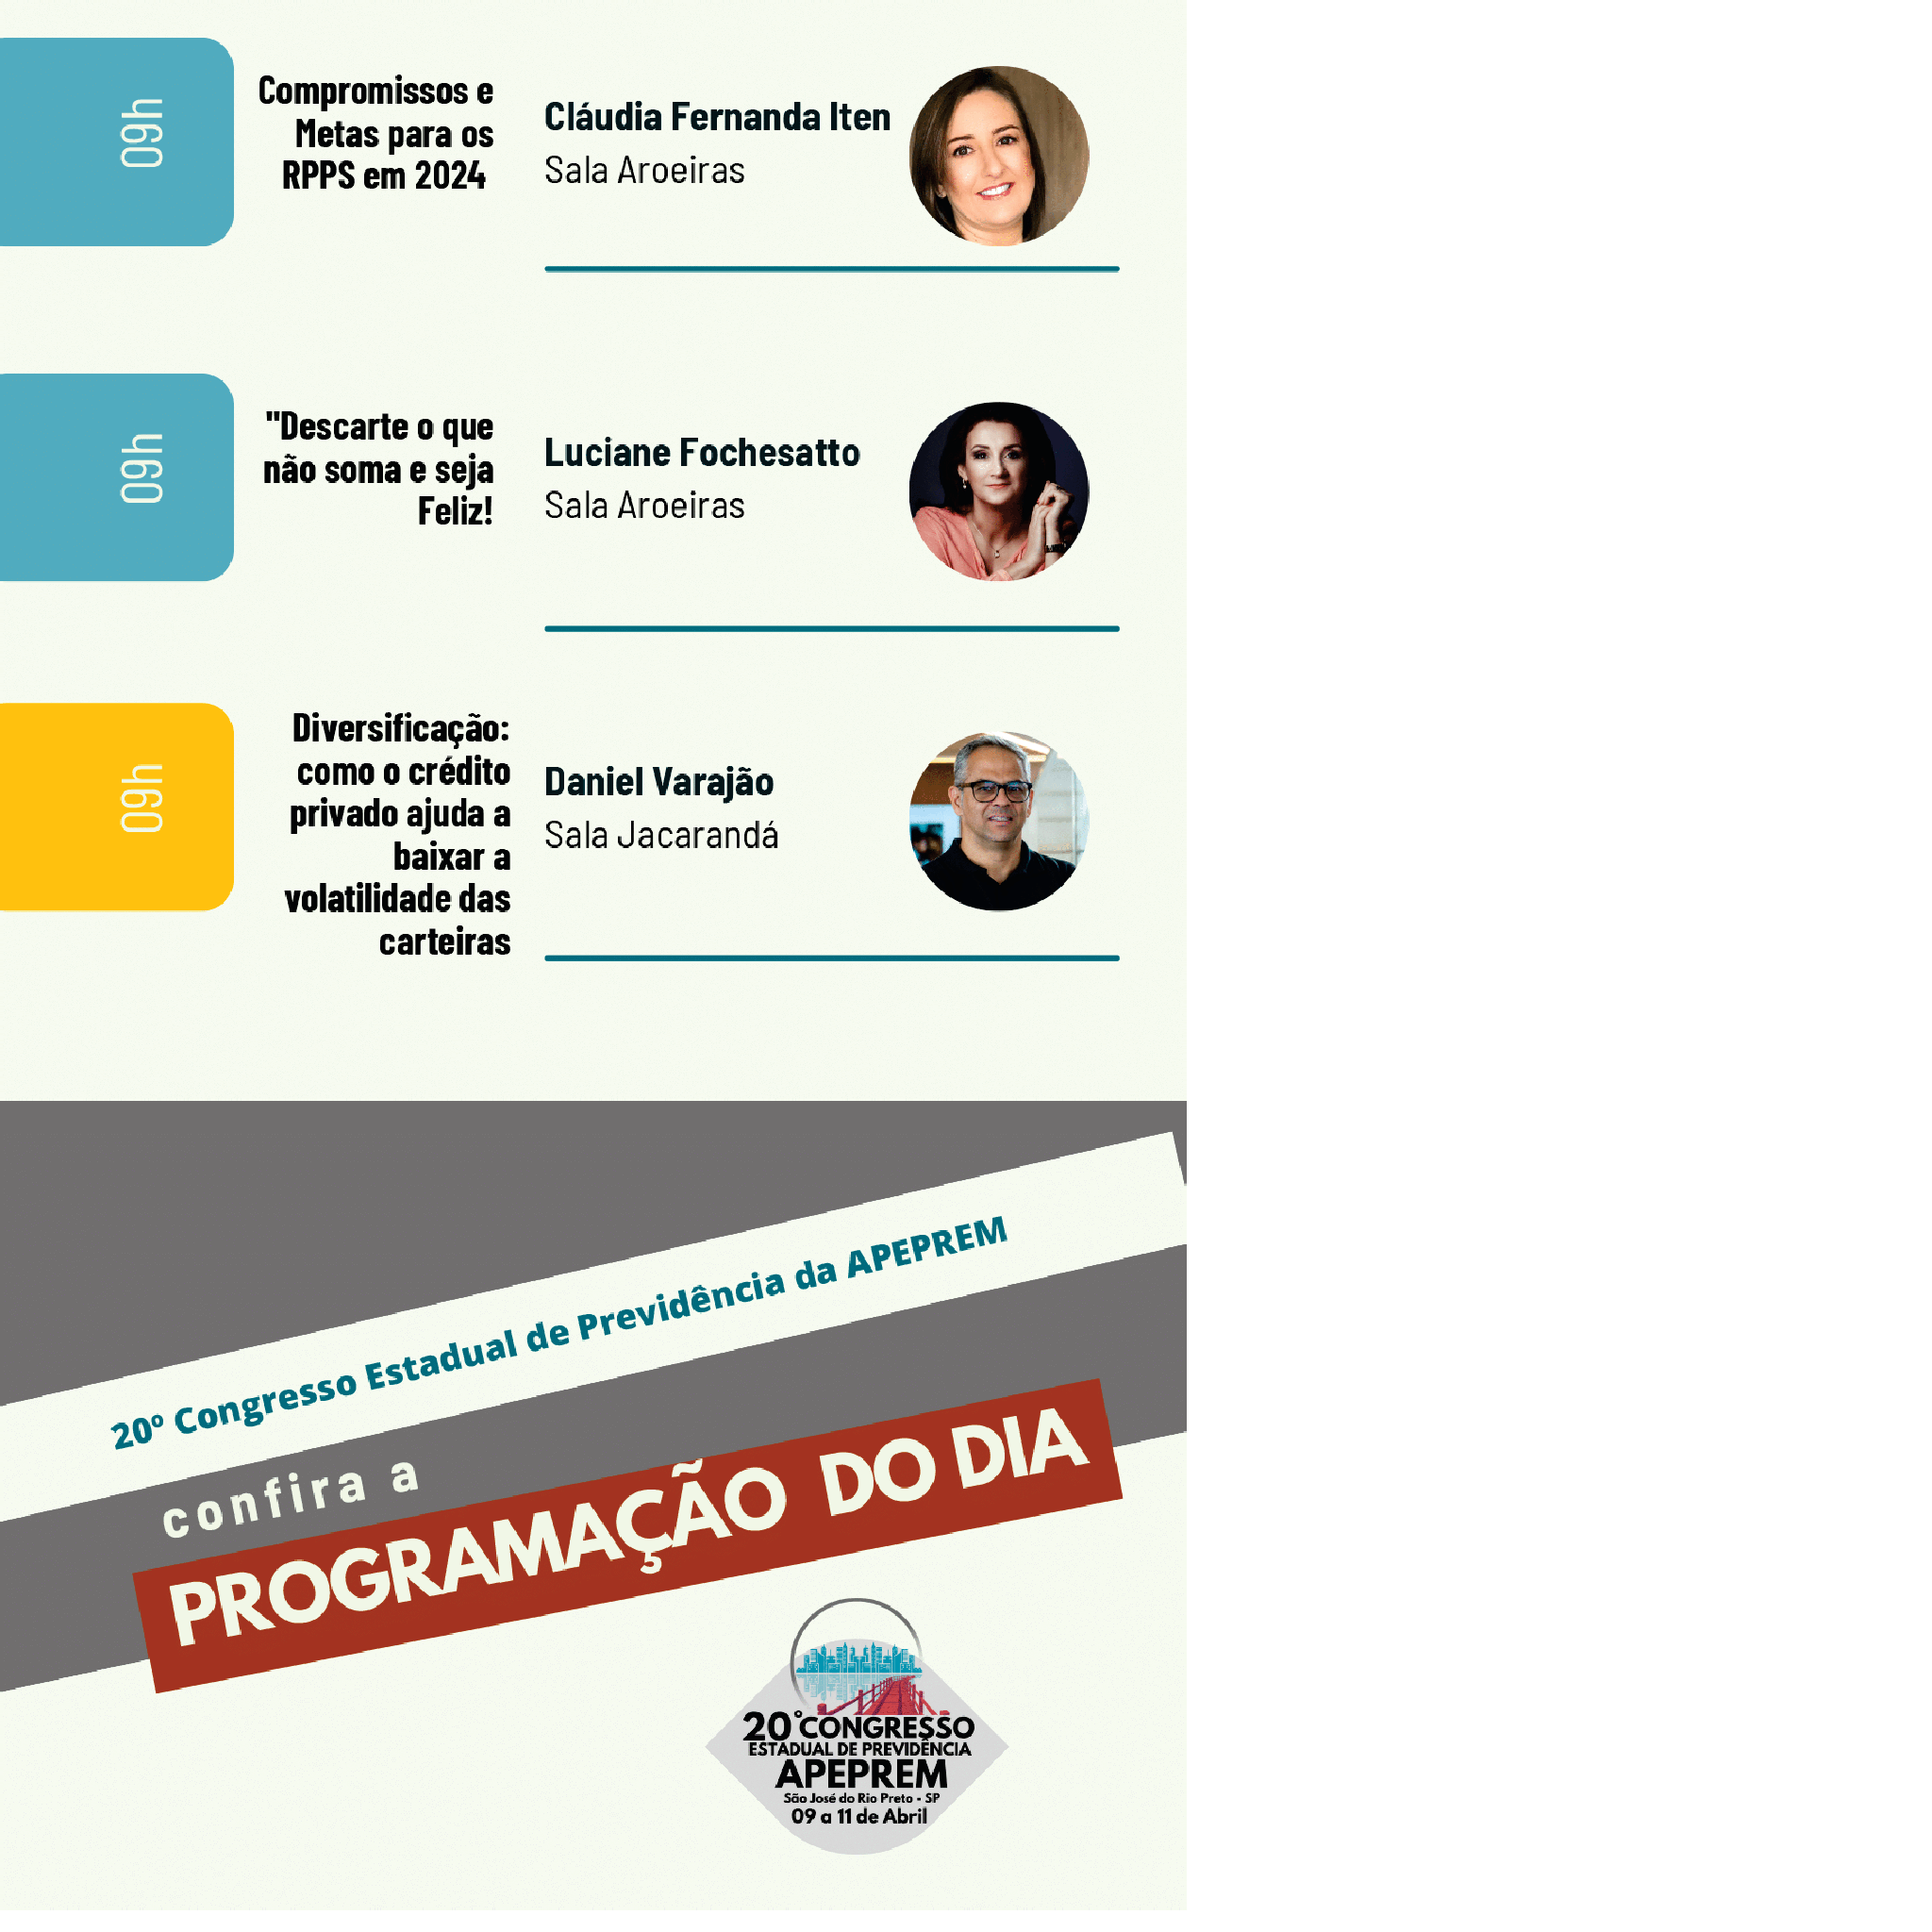 09h
Compromissos e
Metas para os
RPPS em 2024
Cláudia Fernanda Iten
Sala Aroeiras
09h
"Descarte o que
não soma e seja
Feliz!
Luciane Fochesatto
Sala Aroeiras
09h
Diversificação:
como o crédito
privado ajuda a
baixar a
volatilidade das
carteiras
Daniel Varajão
Sala Jacarandá
20º Congresso Estadual de Previdência da APEPREM
confira a
PROGRAMAÇÃO DO DIA
20°CONGRESSO
ESTADUAL DE PREVIDÊNCIA
APEPREM
São José do Rio Preto - SP
09 a 11 de Abril